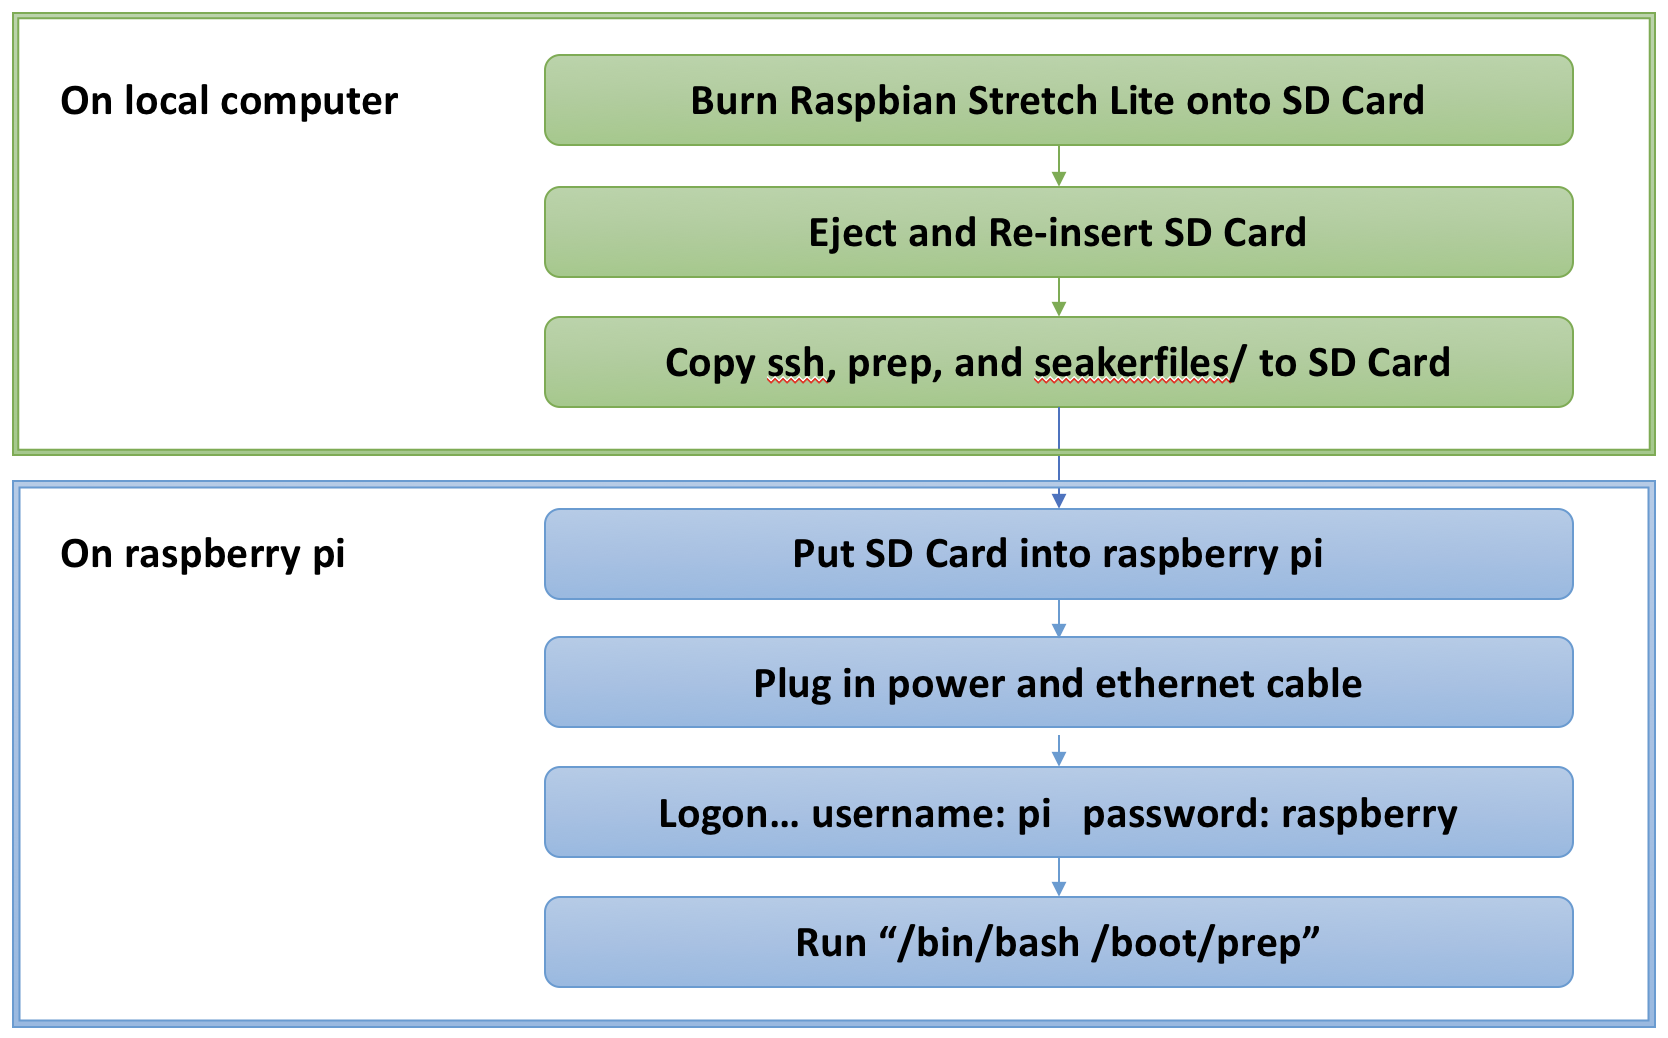 On local computer
Burn Raspbian Stretch Lite onto SD Card
Eject and Re-insert SD Card
Copy ssh, prep, and seakerfiles/ to SD Card
On raspberry pi
Put SD Card into raspberry pi
Plug in power and ethernet cable
Logon... username: pi   password: raspberry
Run “/bin/bash /boot/prep”